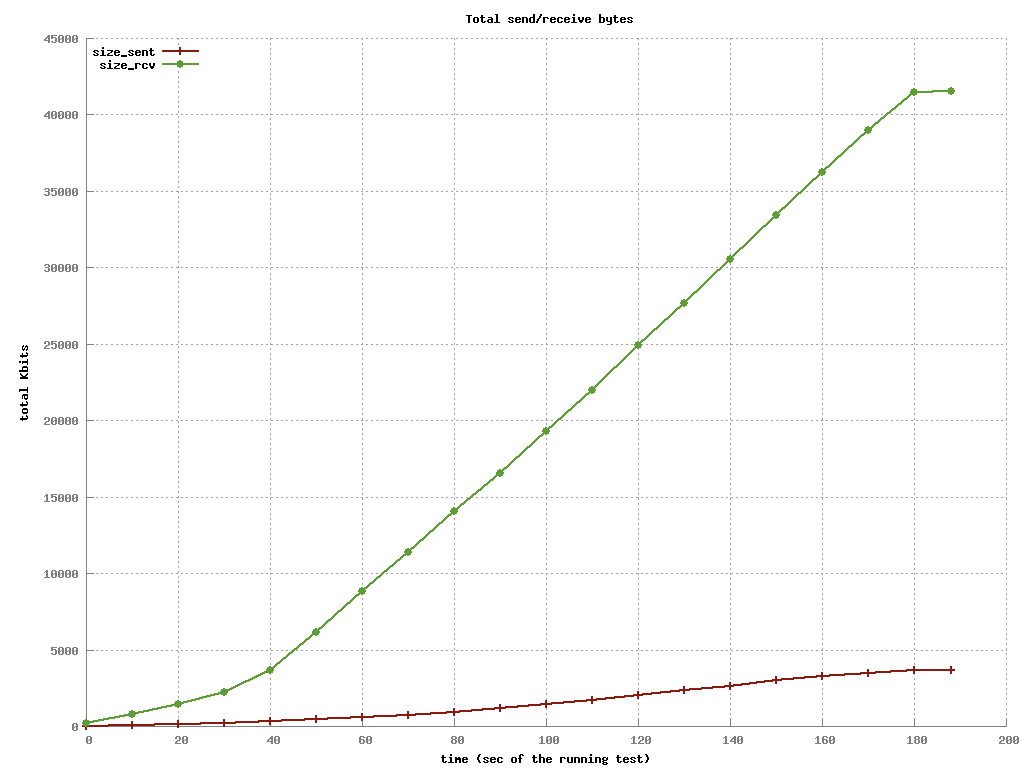 Total send/receive bytes
45000
size_sent
size_rcv
40000
35000
30000
25000
total Kbits
20000
15000
10000
5000
0
0 20 40 60 80 100 120 140 160 180 200
time (sec of the running test)